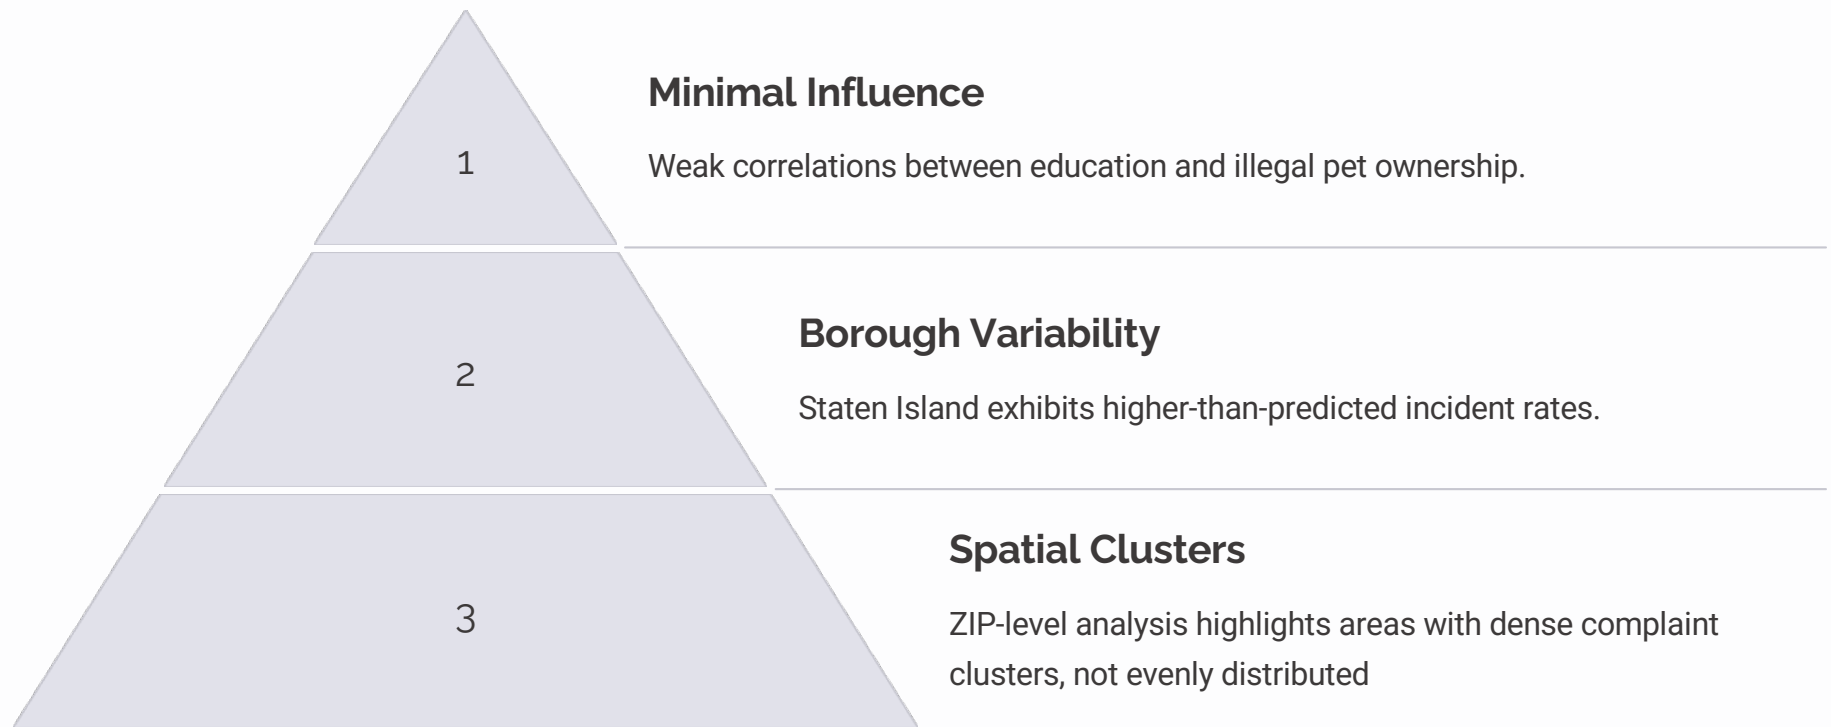 1
Minimal Influence
Weak correlations between education and illegal pet ownership.
2
Borough Variability
Staten Island exhibits higher-than-predicted incident rates.
3
Spatial Clusters
ZIP-level analysis highlights areas with dense complaint
clusters, not evenly distributed